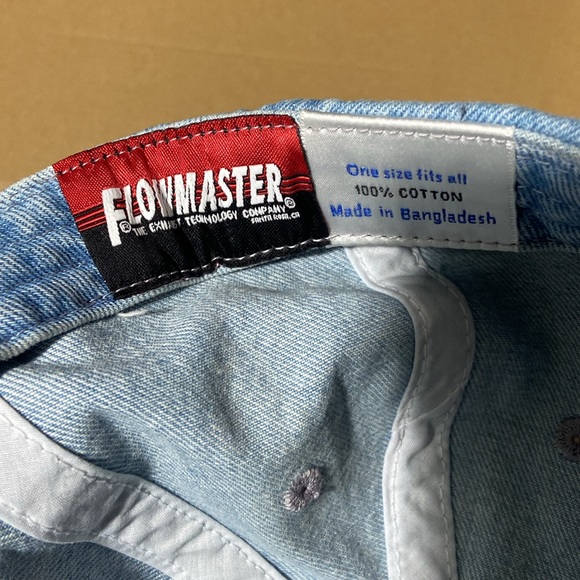 FLOWMASTER®
THE EXHAUST TECHNOLOGY COMPANY®
SANTA ROSA, CA
One size fits all
100% COTTON
Made in Bangladesh